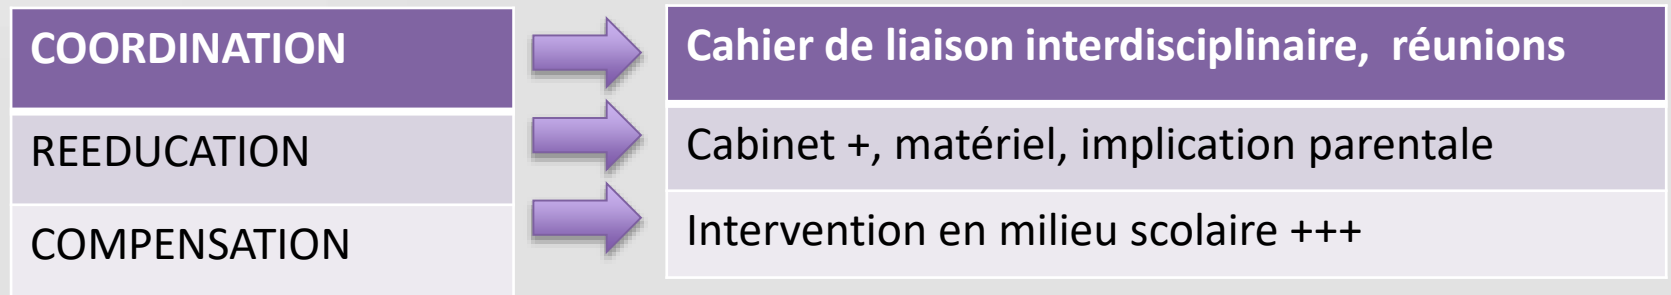 COORDINATION
Cahier de liaison interdisciplinaire, réunions
REEDUCATION
Cabinet +, matériel, implication parentale
COMPENSATION
Intervention en milieu scolaire +++